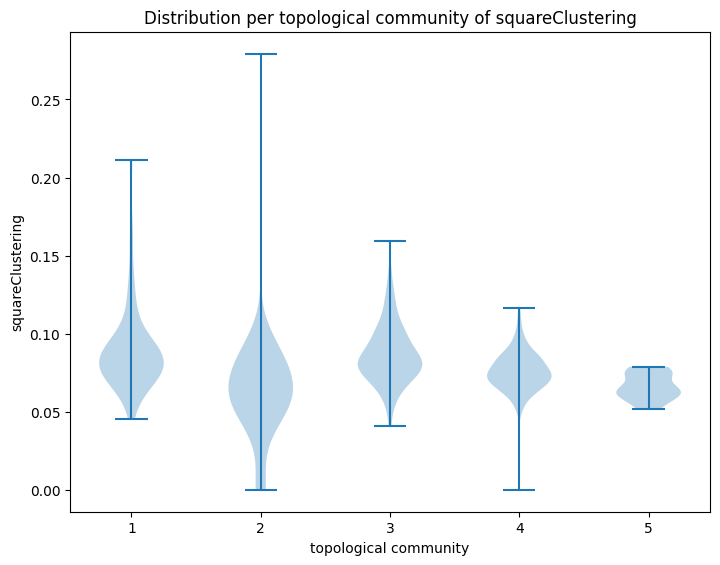 Distribution per topological community of squareClustering
squareClustering
0.25
0.20
0.15
0.10
0.05
0.00
1 2 3 4 5
topological community